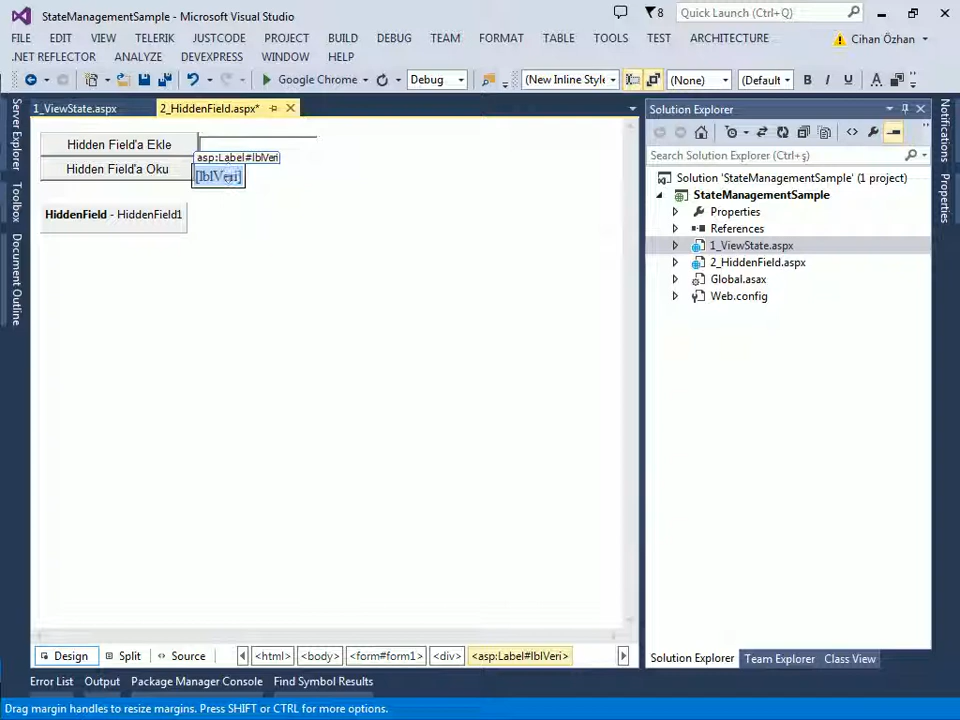 StateManagementSample - Microsoft Visual Studio
8
Quick Launch (Ctrl+Q)
FILE EDIT VIEW TELERIK JUSTCODE PROJECT BUILD DEBUG TEAM FORMAT TABLE TOOLS TEST ARCHITECTURE
Cihan Özhan
.NET REFLECTOR ANALYZE DEVEXPRESS WINDOW HELP
Google Chrome Debug (New Inline Style (None) (Default B I U A
1_ViewState.aspx 2_HiddenField.aspx*
Hidden Field'a Ekle
asp:Label#lblVeri
Hidden Field'a Oku
[lblVeri]
HiddenField - HiddenField1
Server Explorer
Toolbox
Document Outline
Solution Explorer
Search Solution Explorer (Ctrl+ş)
Solution 'StateManagementSample' (1 project)
StateManagementSample
Properties
References
1_ViewState.aspx
2_HiddenField.aspx
Global.asax
Web.config
Notifications
Properties
Design Split Source <html> <body> <form#form1> <div> <asp:Label#lblVeri>
Solution Explorer Team Explorer Class View
Error List Output Package Manager Console Find Symbol Results
Drag margin handles to resize margins. Press SHIFT or CTRL for more options.